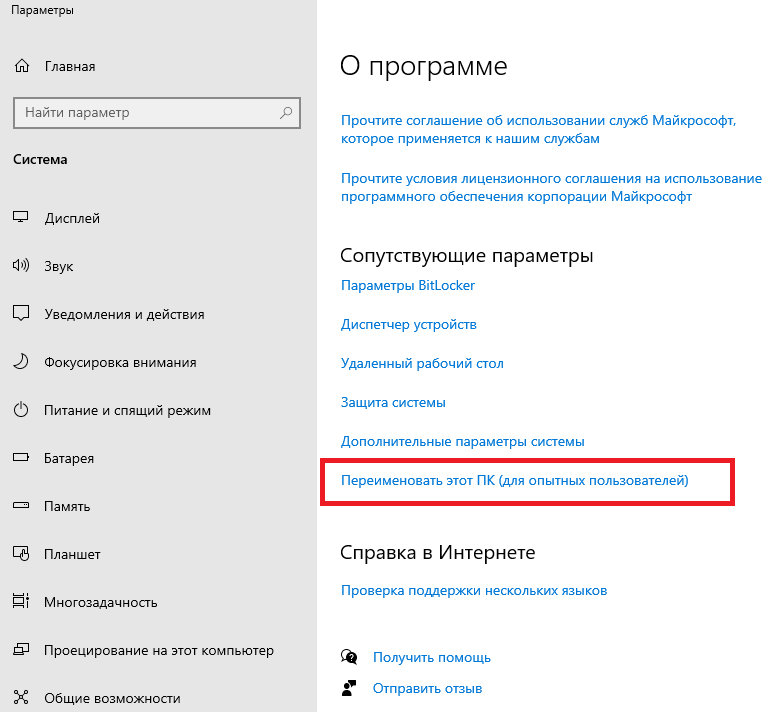 Параметры
Главная
Найти параметр
Система
Дисплей
Звук
Уведомления и действия
Фокусировка внимания
Питание и спящий режим
Батарея
Память
Планшет
Многозадачность
Проецирование на этот компьютер
Общие возможности
О программе
Прочтите соглашение об использовании служб Майкрософт,
которое применяется к нашим службам
Прочтите условия лицензионного соглашения на использование
программного обеспечения корпорации Майкрософт
Сопутствующие параметры
Параметры BitLocker
Диспетчер устройств
Удаленный рабочий стол
Защита системы
Дополнительные параметры системы
Переименовать этот ПК (для опытных пользователей)
Справка в Интернете
Проверка поддержки нескольких языков
Получить помощь
Отправить отзыв